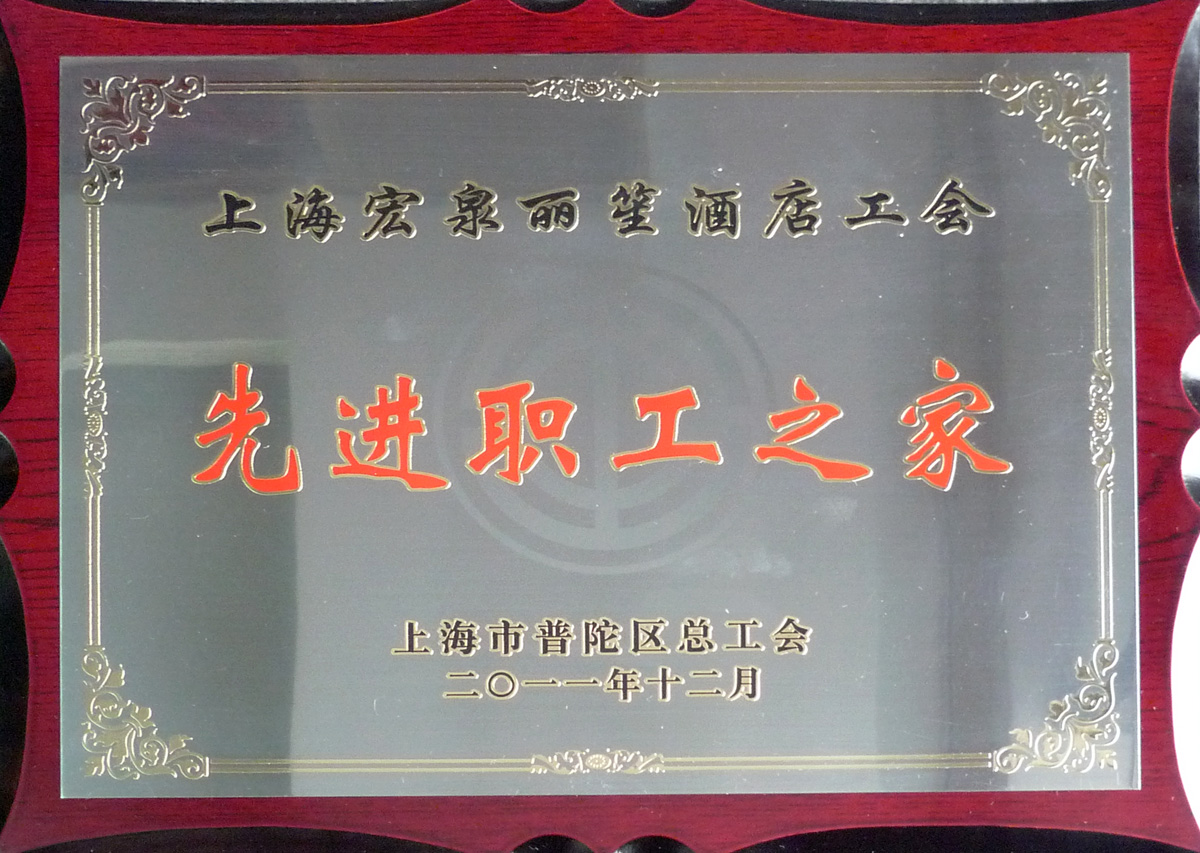 上海宏泉丽笙酒店工会
先进职工之家
上海市普陀区总工会
二〇一一年十二月